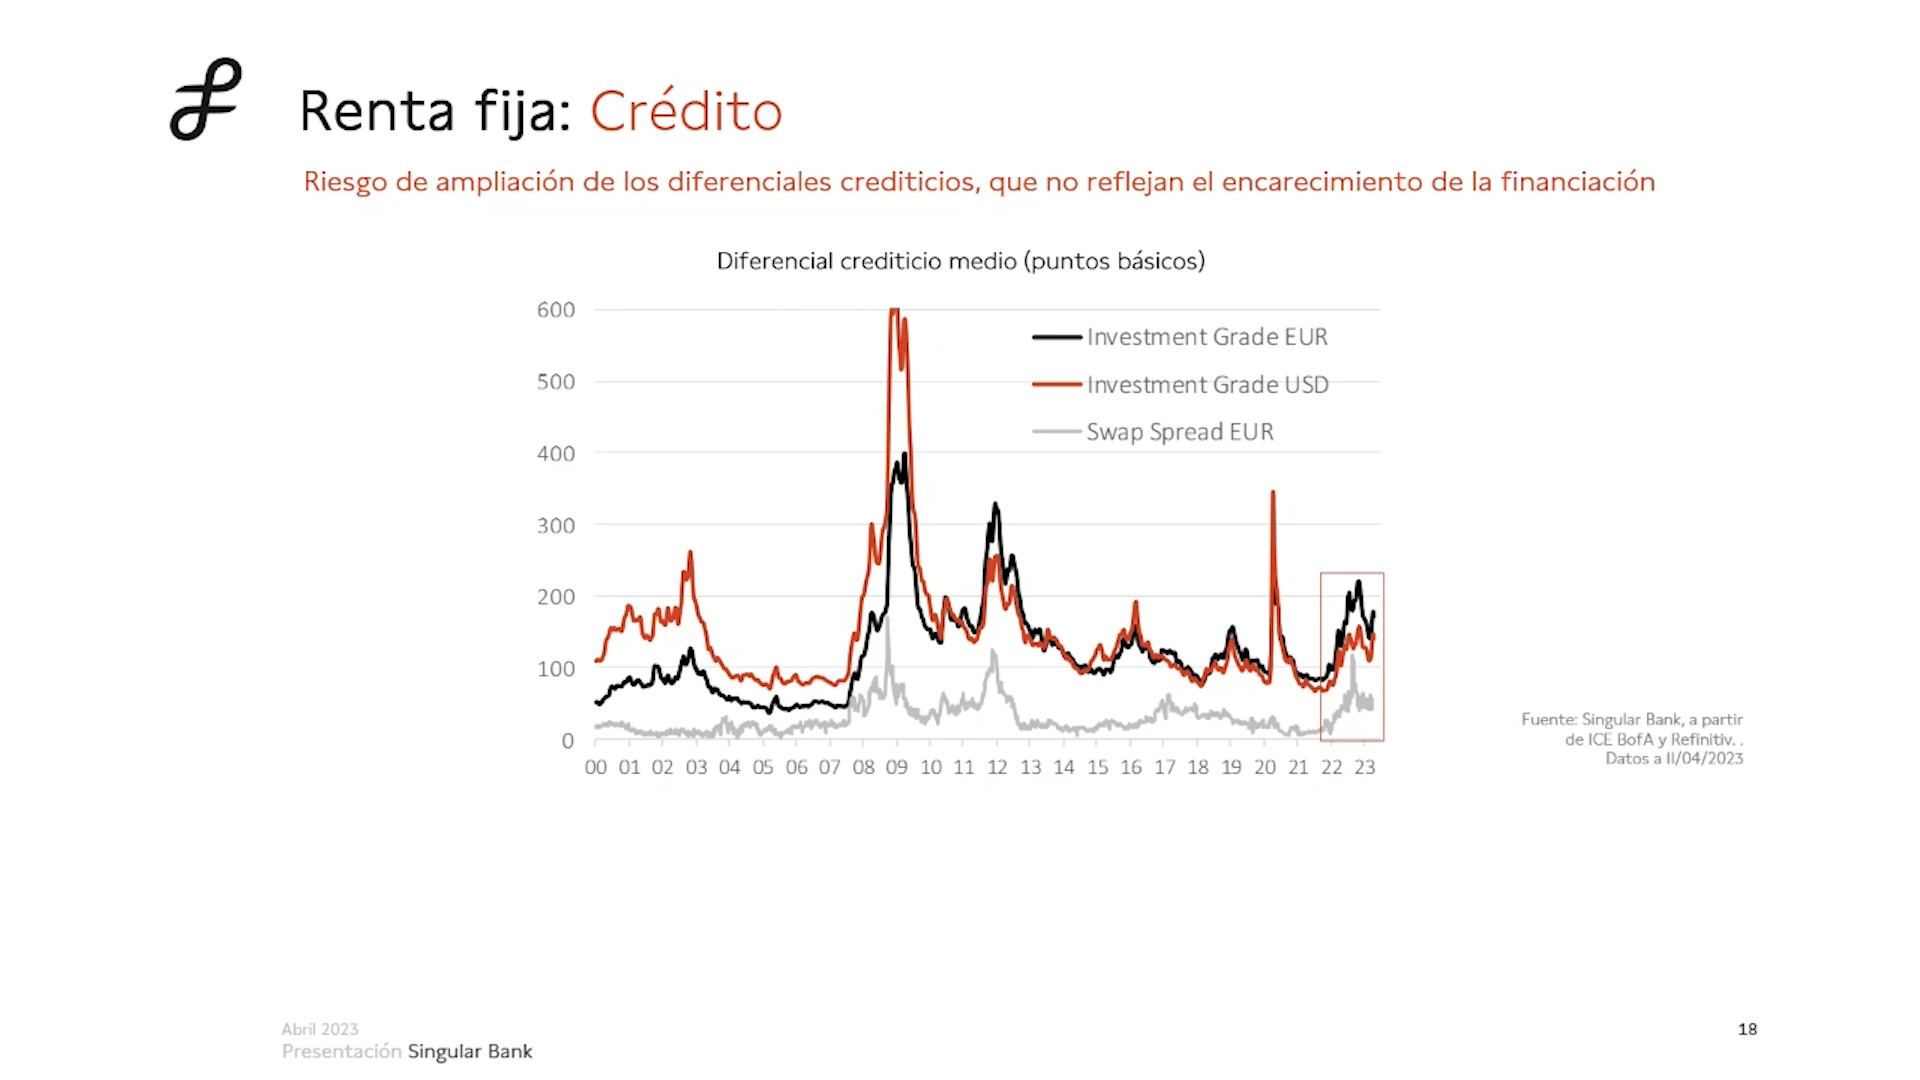 Renta fija: Crédito
Riesgo de ampliación de los diferenciales crediticios, que no reflejan el encarecimiento de la financiación
Diferencial crediticio medio (puntos básicos)
600
500
400
300
200
100
0
Investment Grade EUR
Investment Grade USD
Swap Spread EUR
00 01 02 03 04 05 06 07 08 09 10 11 12 13 14 15 16 17 18 19 20 21 22 23
Fuente: Singular Bank, a partir
de ICE BofA y Refinitiv. .
Datos a 11/04/2023
Abril 2023
Presentación Singular Bank
18